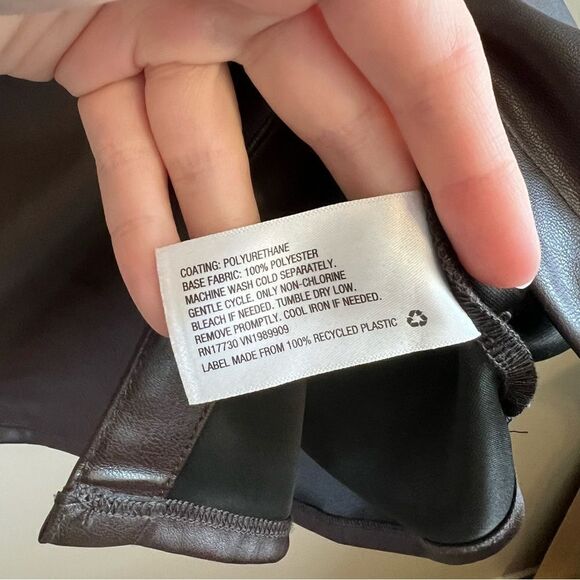 COATING: POLYURETHANE
BASE FABRIC: 100% POLYESTER
MACHINE WASH COLD SEPARATELY.
GENTLE CYCLE. ONLY NON-CHLORINE
BLEACH IF NEEDED. TUMBLE DRY LOW.
REMOVE PROMPTLY. COOL IRON IF NEEDED.
RN17730 VN1989909
LABEL MADE FROM 100% RECYCLED PLASTIC